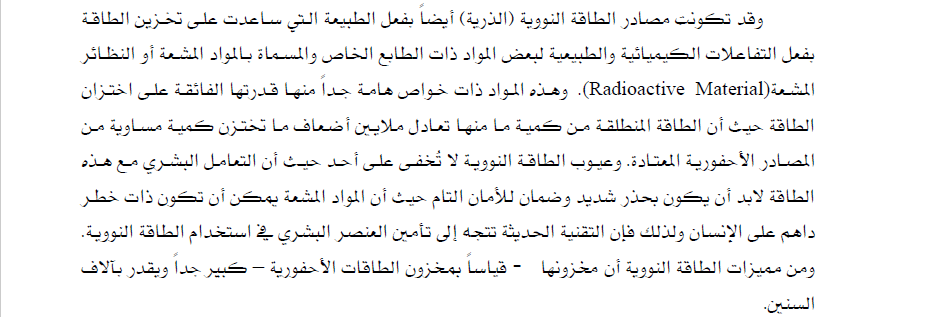 وقد تكونت مصادر الطاقة النووية (الذرية) أيضاً بفعل الطبيعة التي ساعدت على تخزين الطاقة
بفعل التفاعلات الكيميائية والطبيعية لبعض المواد ذات الطابع الخاص والمسماة بالمواد المشعة أو النظائر
المشعة(Radioactive Material). وهذه المواد ذات خواص هامة جداً منها قدرتها الفائقة على اختزان
الطاقة حيث أن الطاقة المنطلقة من كمية ما منها تعادل ملايين أضعاف ما تختزن كمية مساوية من
المصادر الأحفورية المعتادة. وعيوب الطاقة النووية لا تُخفى على أحد حيث أن التعامل البشري مع هذه
الطاقة لابد أن يكون بحذر شديد وضمان للأمان التام حيث أن المواد المشعة يمكن أن تكون ذات خطر
داهم على الإنسان ولذلك فإن التقنية الحديثة تتجه إلى تأمين العنصر البشري في استخدام الطاقة النووية.
ومن مميزات الطاقة النووية أن مخزونها - قياساً بمخزون الطاقات الأحفورية – كبير جداً ويقدر بآلاف
السنين.